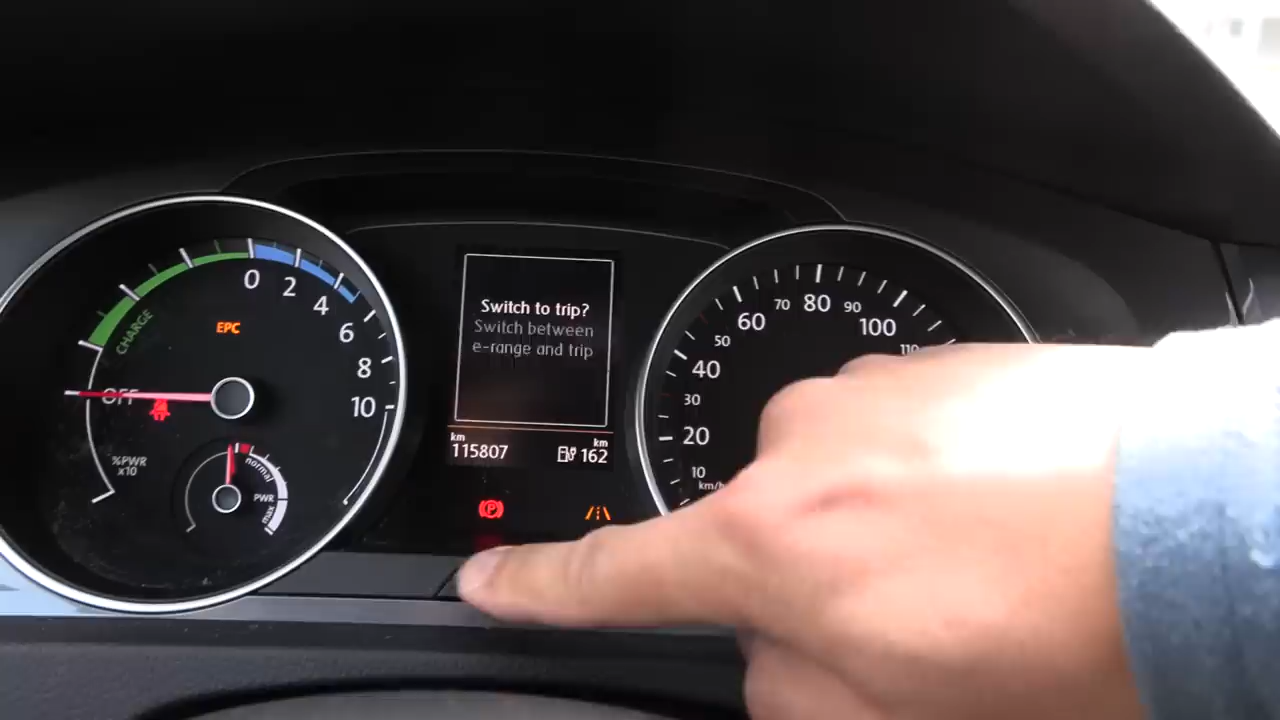 0
2
4
6
8
10
CHARGE
EPC
OFF
%PWR
x10
normal
PWR
max
Switch to trip?
Switch between
e-range and trip
km
115807
km
162
P
10
20
30
40
50
60
70
80
90
100
110